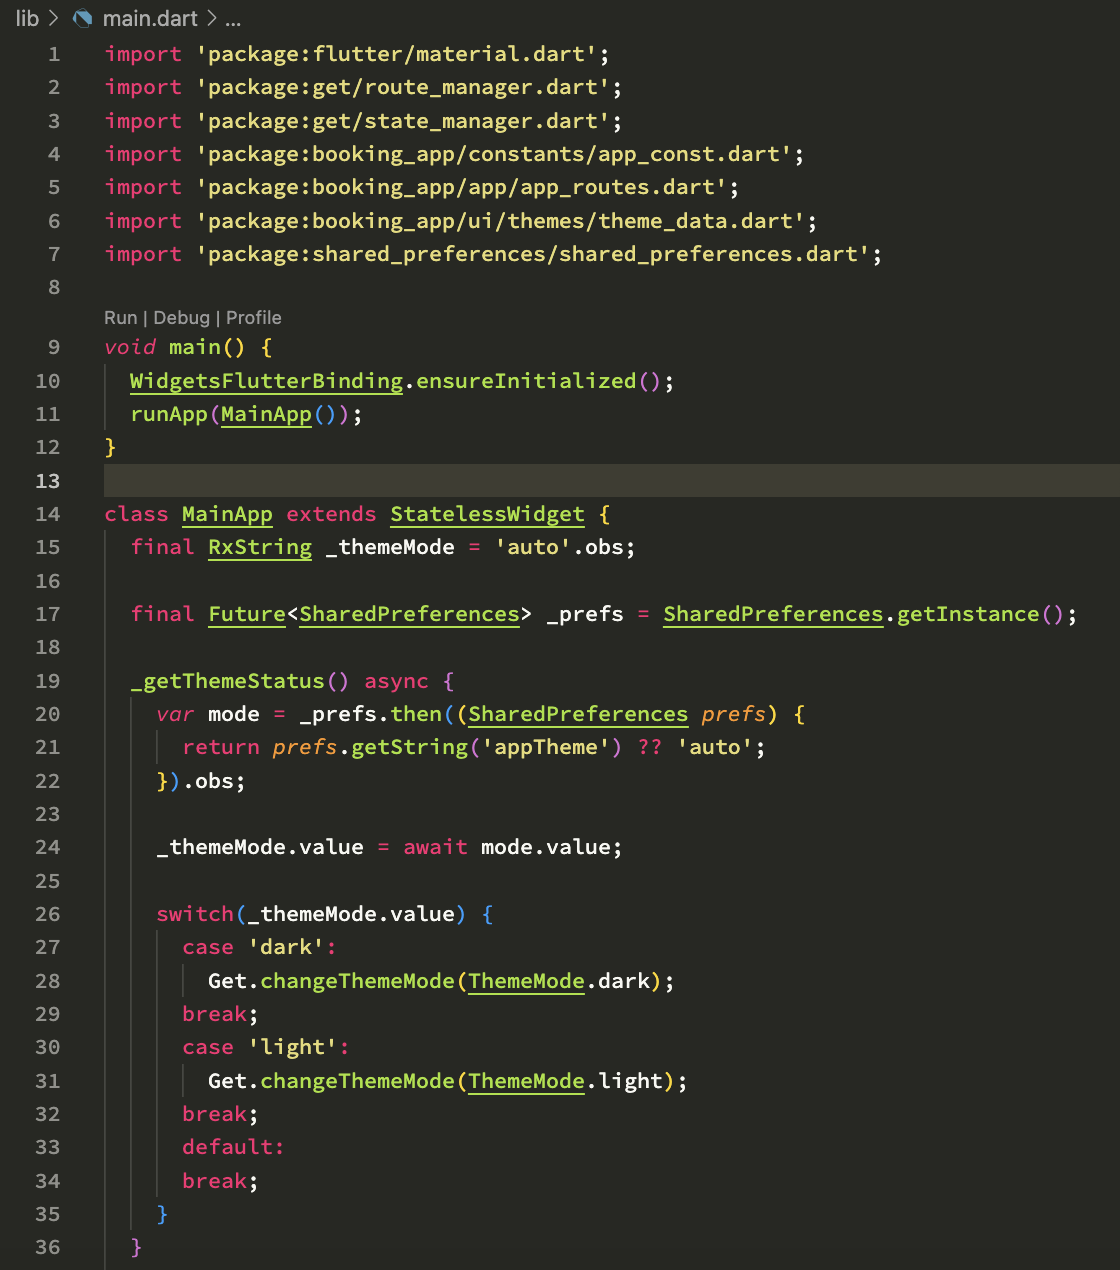 lib > main.dart > ...
1 import 'package:flutter/material.dart';
2 import 'package:get/route_manager.dart';
3 import 'package:get/state_manager.dart';
4 import 'package:booking_app/constants/app_const.dart';
5 import 'package:booking_app/app/app_routes.dart';
6 import 'package:booking_app/ui/themes/theme_data.dart';
7 import 'package:shared_preferences/shared_preferences.dart';
8
Run | Debug | Profile
9 void main() {
10 WidgetsFlutterBinding.ensureInitialized();
11 runApp(MainApp());
12 }
13
14 class MainApp extends StatelessWidget {
15 final RxString _themeMode = 'auto'.obs;
16
17 final Future<SharedPreferences> _prefs = SharedPreferences.getInstance();
18
19 _getThemeStatus() async {
20 var mode = _prefs.then((SharedPreferences prefs) {
21 return prefs.getString('appTheme') ?? 'auto';
22 }).obs;
23
24 _themeMode.value = await mode.value;
25
26 switch(_themeMode.value) {
27 case 'dark':
28 Get.changeThemeMode(ThemeMode.dark);
29 break;
30 case 'light':
31 Get.changeThemeMode(ThemeMode.light);
32 break;
33 default:
34 break;
35 }
36 }